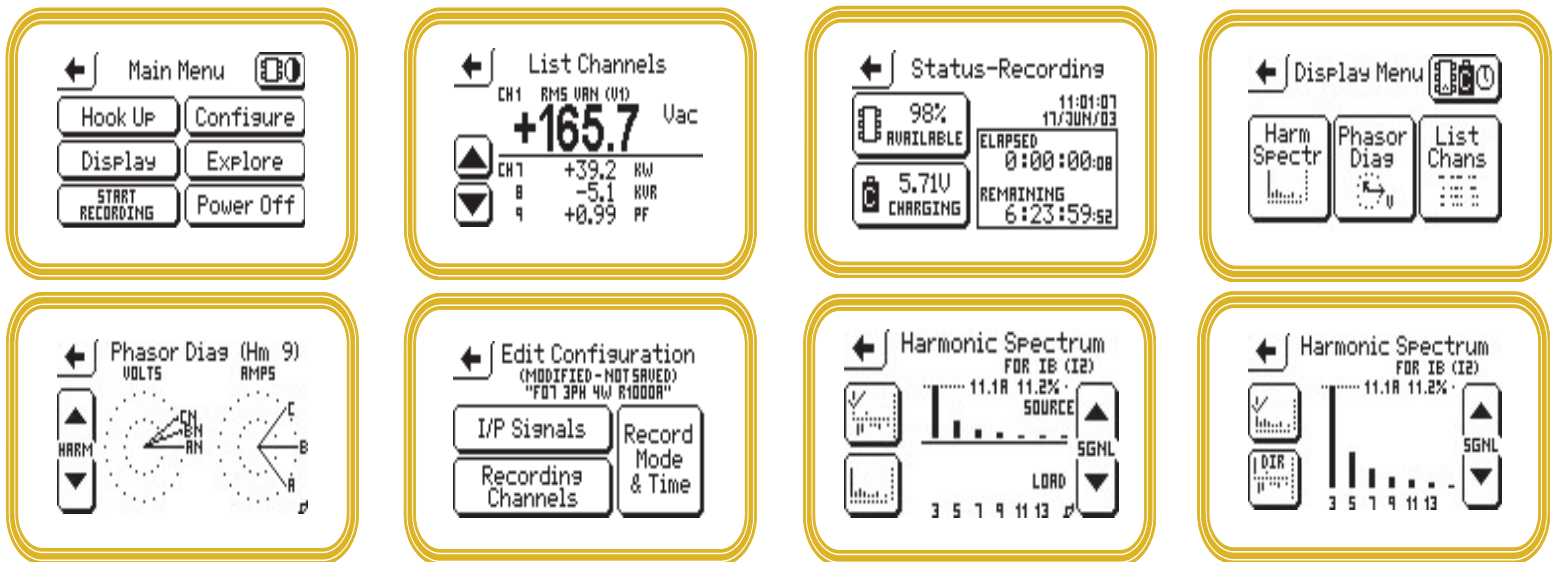 Main Menu
Hook Up
Configure
Display
Explore
START
RECORDING
Power Off
List Channels
CH1 RMS VAN (V1)
+165.7 Vac
CH7 +39.2 KW
8 -5.1 KVR
9 +0.99 PF
Status-Recording
98%
AVAILABLE
11:01:07
17/JUN/03
ELAPSED
0:00:00:08
5.71V
CHARGING
REMAINING
6:23:59:52
Display Menu
Harm
Spectr
Phasor
Diag
V
List
Chans
Phasor Diag (Hm 9)
VOLTS AMPS
HARM
CN
BN
AN
C
B
A
Edit Configuration
(MODIFIED-NOT SAVED)
"F07 3PH 4W R1000A"
I/P Signals
Recording
Channels
Record
Mode
& Time
Harmonic Spectrum
FOR IB (I2)
11.1A 11.2%
SOURCE
SGNL
LOAD
3 5 7 9 11 13
Harmonic Spectrum
FOR IB (I2)
11.1A 11.2%
DIR
SGNL
3 5 7 9 11 13